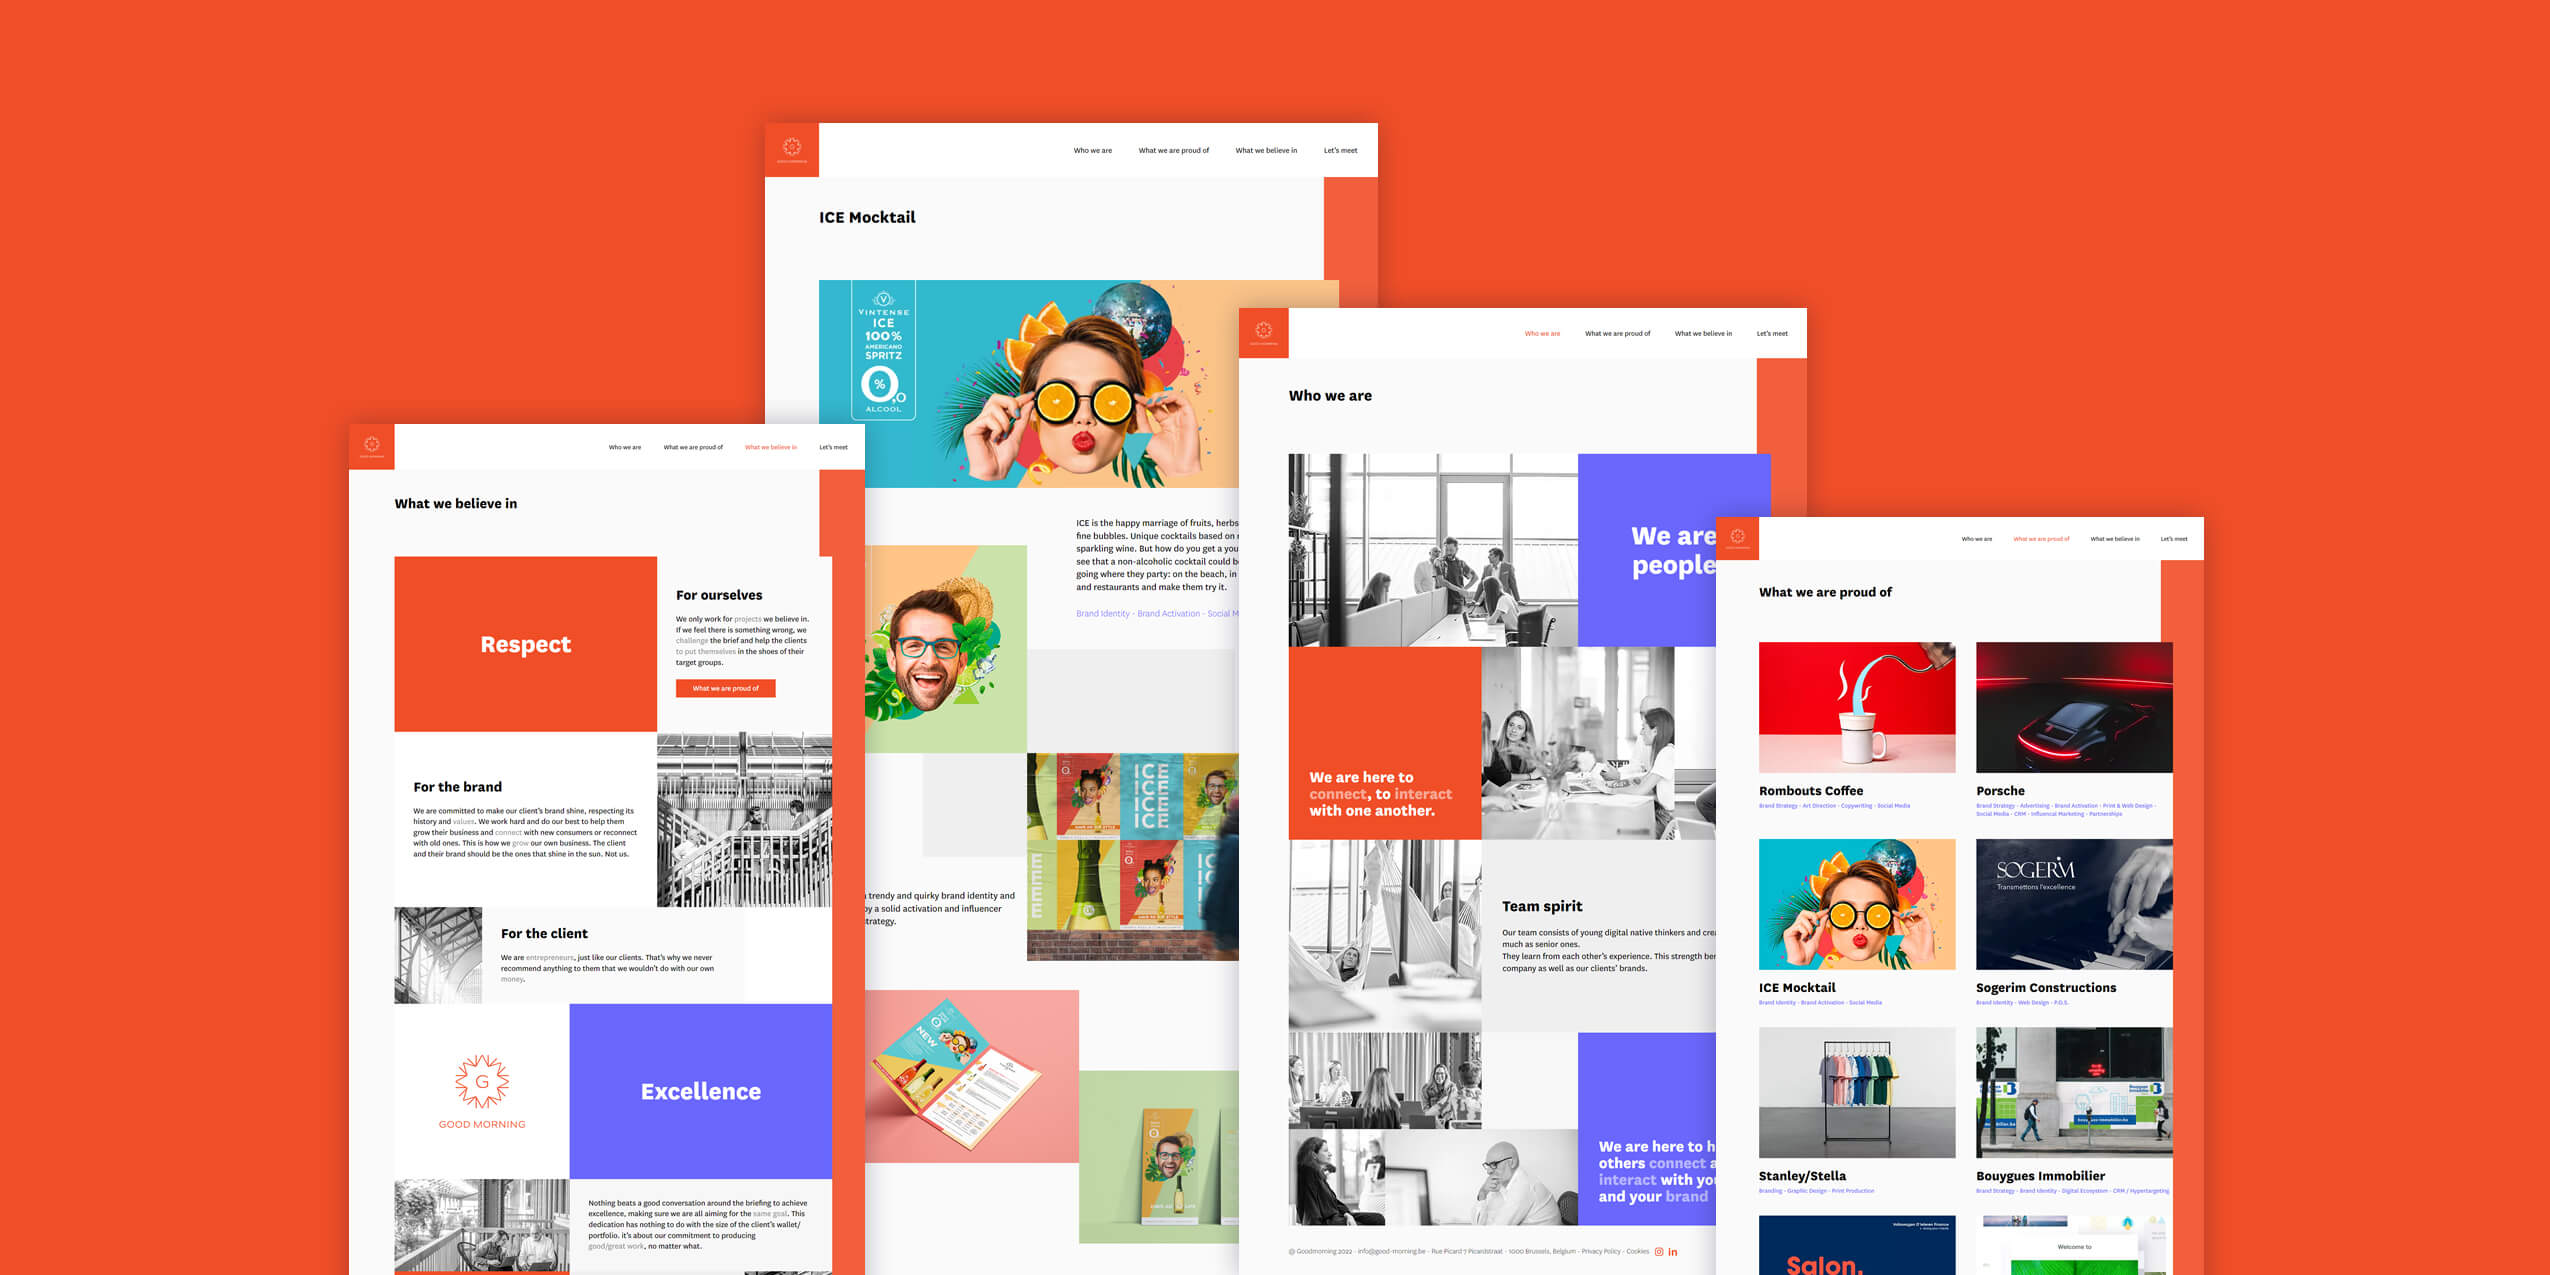 GOOD MORNING
Who we are
What we are proud of
What we believe in
Let's meet
ICE Mocktail
VINTENSE
ICE
100%
AMERICANO
SPRITZ
0,0
%
ALCOOL
ICE is the happy marriage of fruits, herbs
fine bubbles. Unique cocktails based on
sparkling wine. But how do you get a you
see that a non-alcoholic cocktail could b
going where they party: on the beach, in
and restaurants and make them try it.
Brand Identity - Brand Activation - Social M
ICE
ICE
ICE
trendy and quirky brand identity and
by a solid activation and influencer
strategy.
NEW
GOOD MORNING
Who we are
What we are proud of
What we believe in
Let's meet
What we believe in
Respect
For ourselves
We only work for projects we believe in.
If we feel there is something wrong, we
challenge the brief and help the clients
to put themselves in the shoes of their
target groups.
What we are proud of
For the brand
We are committed to make our client's brand shine, respecting its
history and values. We work hard and do our best to help them
grow their business and connect with new consumers or reconnect
with old ones. This is how we grow our own business. The client
and their brand should be the ones that shine in the sun. Not us.
For the client
We are entrepreneurs, just like our clients. That's why we never
recommend anything to them that we wouldn't do with our own
money.
G
GOOD MORNING
Excellence
Nothing beats a good conversation around the briefing to achieve
excellence, making sure we are all aiming for the same goal. This
dedication has nothing to do with the size of the client's wallet/
portfolio. it's about our commitment to producing
good/great work, no matter what.
GOOD MORNING
Who we are
What we are proud of
What we believe in
Let's meet
Who we are
We are
people
We are here to
connect, to interact
with one another.
Team spirit
Our team consists of young digital native thinkers and crea
much as senior ones.
They learn from each other's experience. This strength ben
company as well as our clients' brands.
We are here to h
others connect a
interact with you
and your brand
@ Goodmorning 2022 - info@good-morning.be - Rue Picard 7 Picardstraat - 1000 Brussels, Belgium - Privacy Policy - Cookies
in
GOOD MORNING
Who we are
What we are proud of
What we believe in
Let's meet
What we are proud of
Rombouts Coffee
Brand Strategy - Art Direction - Copywriting - Social Media
Porsche
Brand Strategy - Advertising - Brand Activation - Print & Web Design -
Social Media - CRM - Influencal Marketing - Partnerships
ICE Mocktail
Brand Identity - Brand Activation - Social Media
SOGERIM
Transmettons l'excellence
Sogerim Constructions
Brand Identity - Web Design - P.O.S.
Stanley/Stella
Branding - Graphic Design - Print Production
Bouygues
Immobilier
Bouygues Immobilier
Brand Strategy - Brand Identity - Digital Ecosystem - CRM / Hypertargeting
Volkswagen D'Ieteren Finance
Salon.
Welcome to